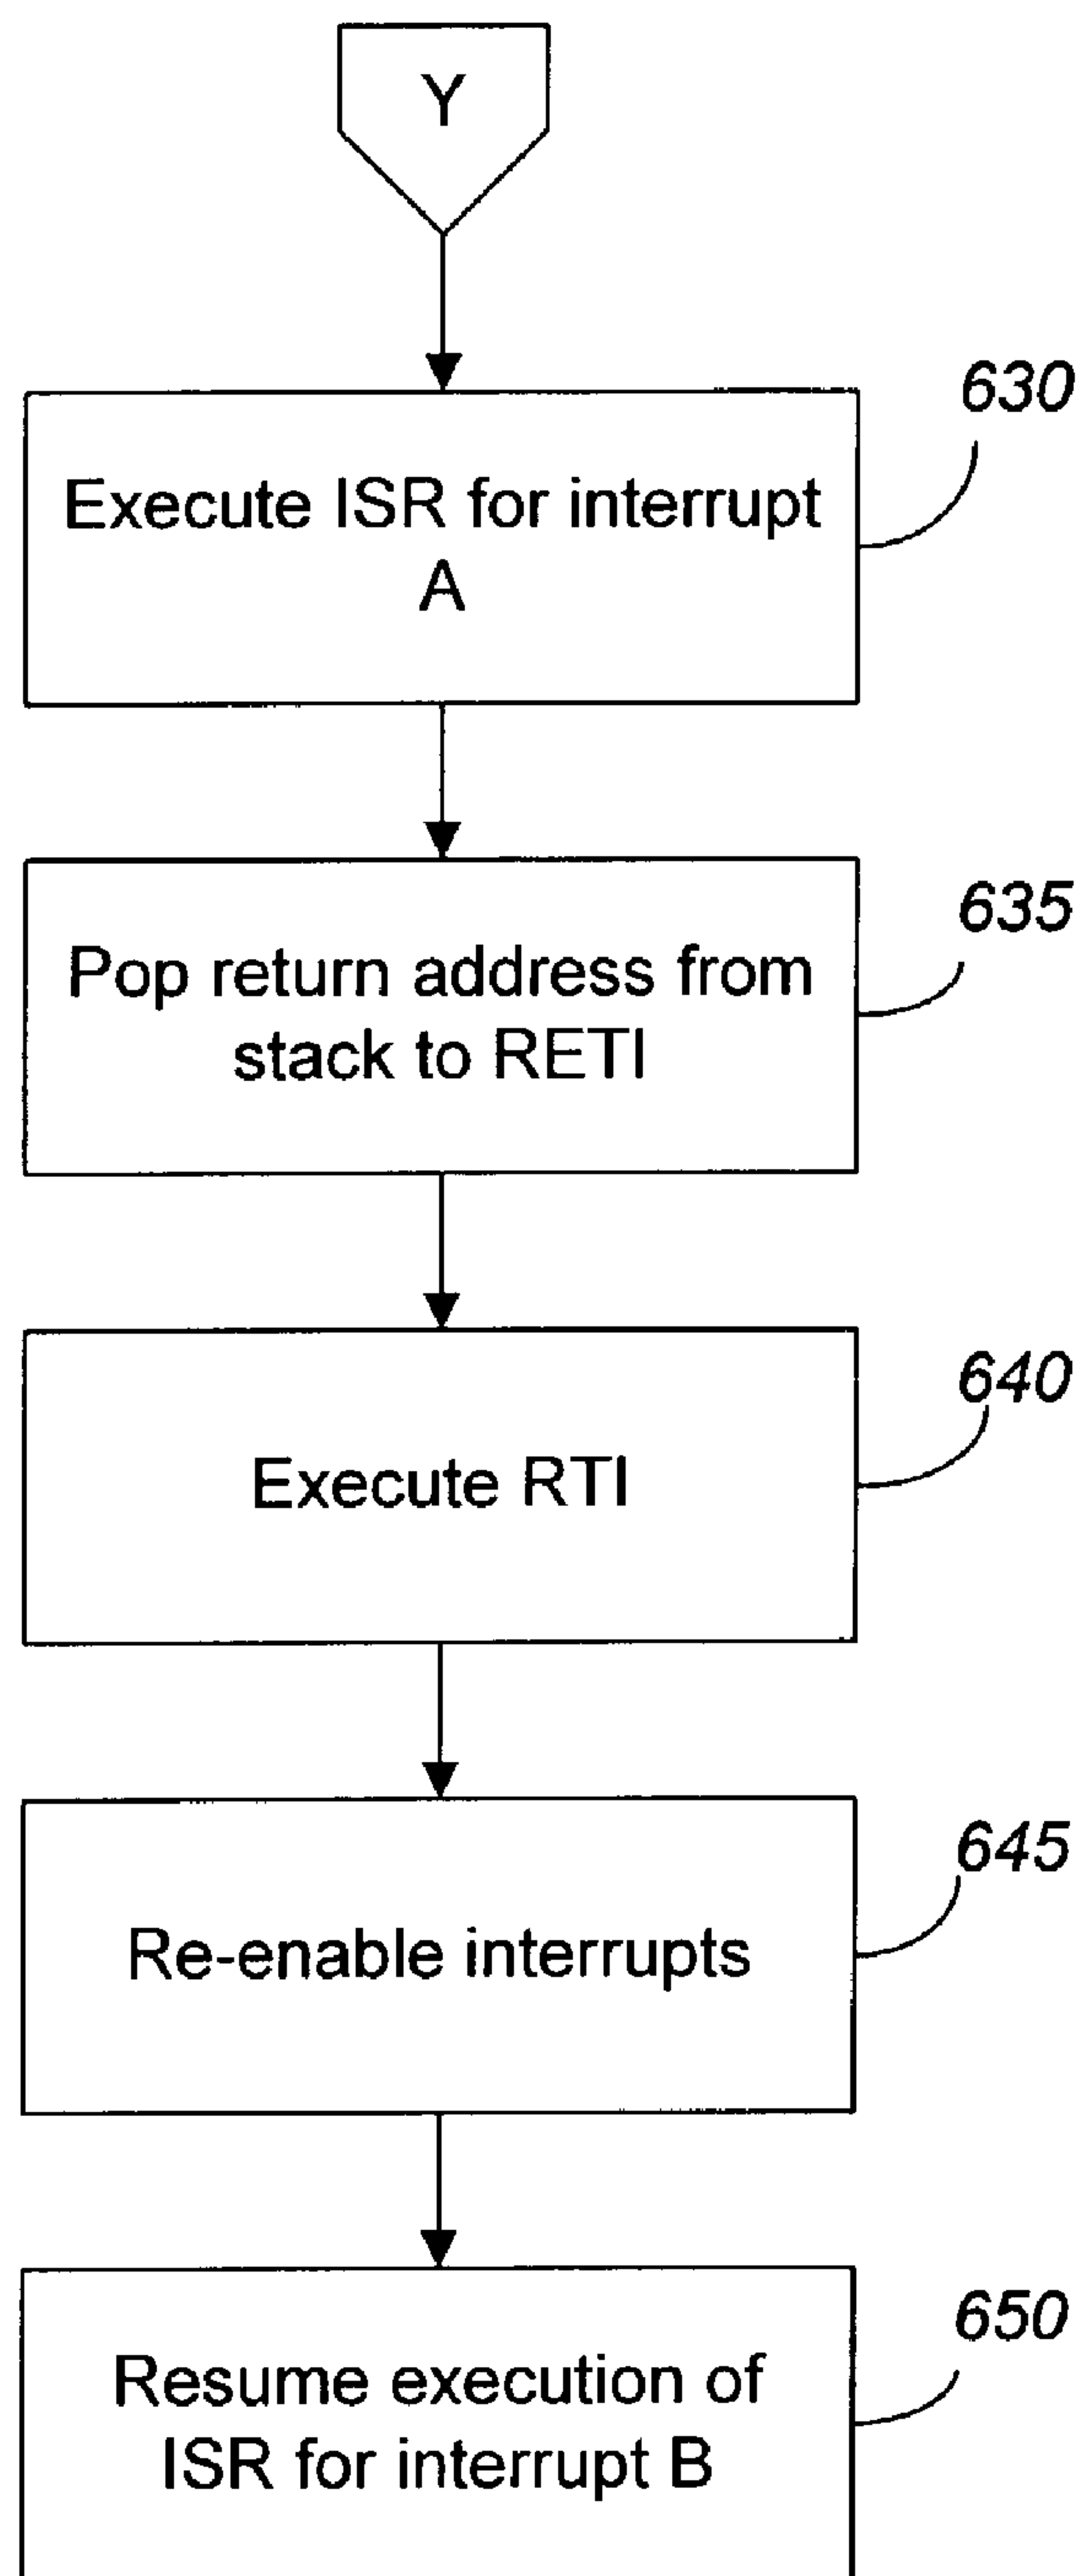 Y
630
Execute ISR for interrupt
A
635
Pop return address from
stack to RETI
640
Execute RTI
645
Re-enable interrupts
650
Resume execution of
ISR for interrupt B